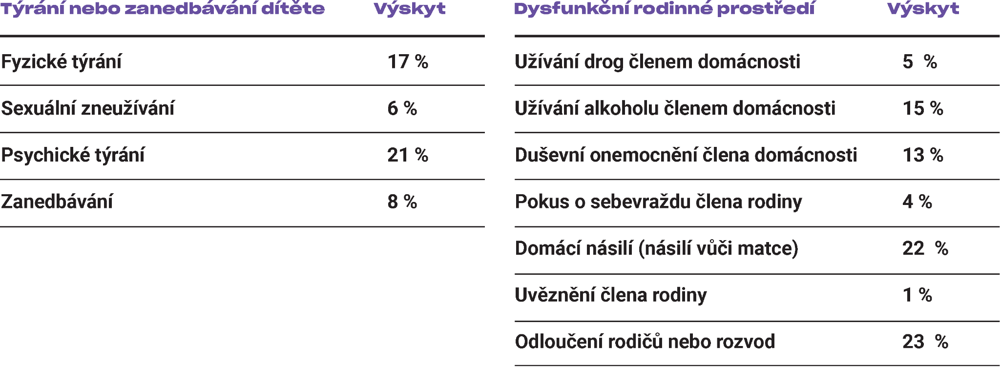 Týrání nebo zanedbávání dítěte Výskyt
Fyzické týrání 17 %
Sexuální zneužívání 6 %
Psychické týrání 21 %
Zanedbávání 8 %
Dysfunkční rodinné prostředí Výskyt
Užívání drog členem domácnosti 5 %
Užívání alkoholu členem domácnosti 15 %
Duševní onemocnění člena domácnosti 13 %
Pokus o sebevraždu člena rodiny 4 %
Domácí násilí (násilí vůči matce) 22 %
Uvěznění člena rodiny 1 %
Odloučení rodičů nebo rozvod 23 %